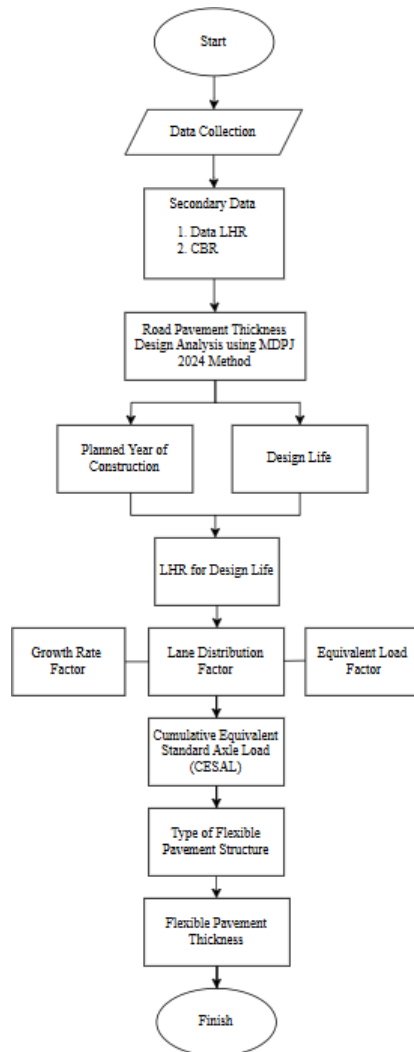 Start
Data Collection
Secondary Data
1. Data LHR
2. CBR
Road Pavement Thickness
Design Analysis using MDPJ
2024 Method
Planned Year of
Construction
Design Life
LHR for Design Life
Growth Rate
Factor
Lane Distribution
Factor
Equivalent Load
Factor
Cumulative Equivalent
Standard Axle Load
(CESAL)
Type of Flexible
Pavement Structure
Flexible Pavement
Thickness
Finish